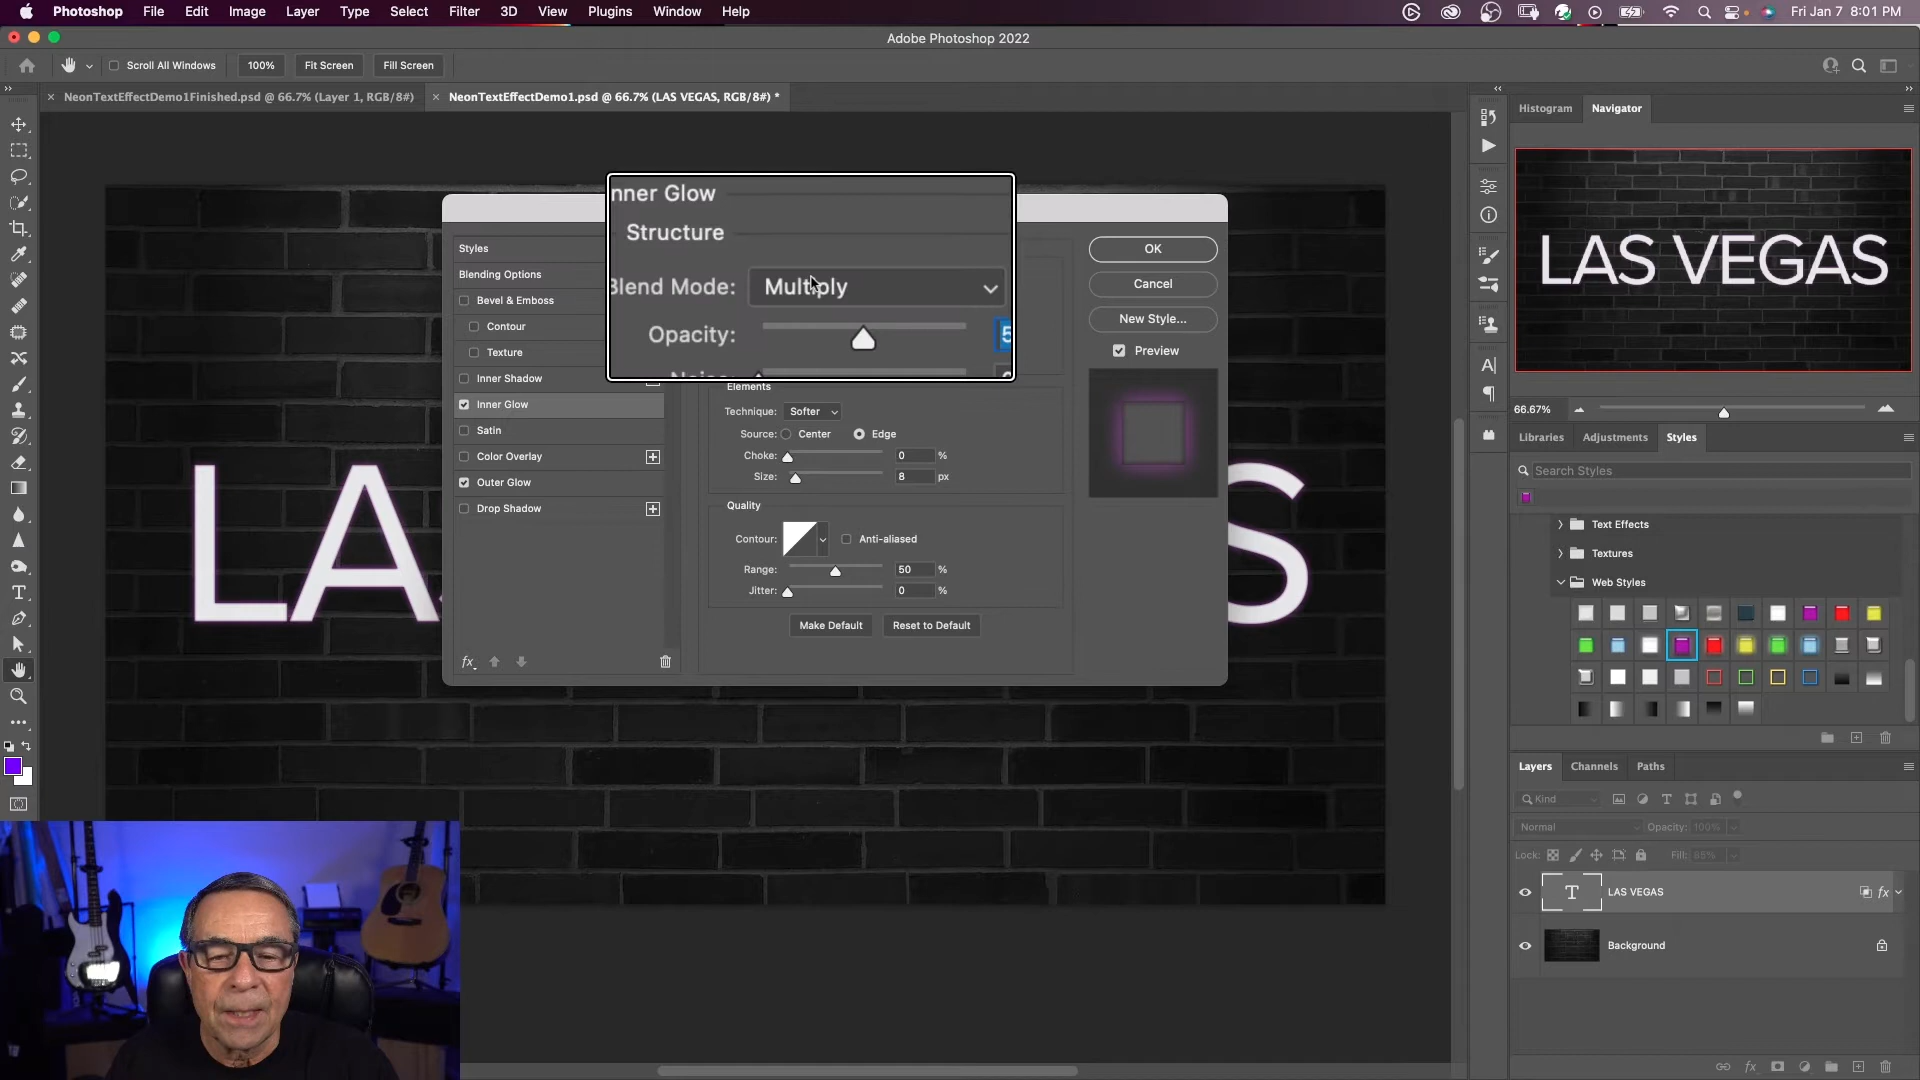 Photoshop File Edit Image Layer Type Select Filter 3D View Plugins Window Help Fri Jan 7 8:01 PM
Adobe Photoshop 2022
Scroll All Windows 100% Fit Screen Fill Screen
NeonTextEffectDemo1Finished.psd @ 66.7% (Layer 1, RGB/8#) NeonTextEffectDemo1.psd @ 66.7% (LAS VEGAS, RGB/8#) *
Histogram Navigator
LAS VEGAS
66.67%
Libraries Adjustments Styles
Search Styles
Text Effects
Textures
Web Styles
nner Glow
Structure
Blend Mode: Multiply
Opacity: 5
Styles
Blending Options
Bevel & Emboss
Contour
Texture
Inner Shadow
Inner Glow
Satin
Color Overlay
Outer Glow
Drop Shadow
fx
Elements
Technique: Softer
Source: Center Edge
Choke: 0 %
Size: 8 px
Quality
Contour: Anti-aliased
Range: 50 %
Jitter: 0 %
Make Default Reset to Default
OK
Cancel
New Style...
Preview
LA
S
Layers Channels Paths
Kind
Normal Opacity: 100%
Lock: Fill: 85%
T LAS VEGAS fx
Background
fx